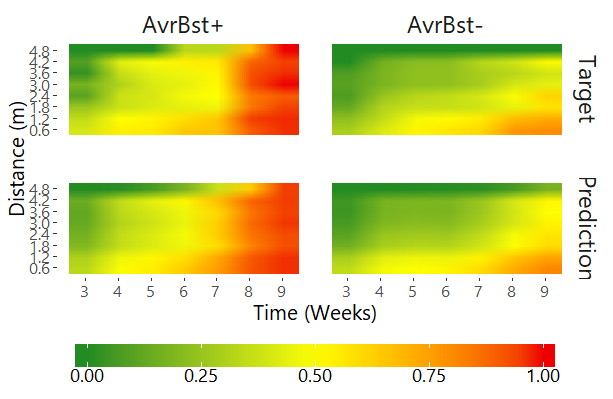 AvrBst+ AvrBst-
Distance (m)
4.8
4.2
3.6
3.0
2.4
1.8
1.2
0.6
Target
4.8
4.2
3.6
3.0
2.4
1.8
1.2
0.6
Prediction
3 4 5 6 7 8 9 3 4 5 6 7 8 9
Time (Weeks)
0.00 0.25 0.50 0.75 1.00